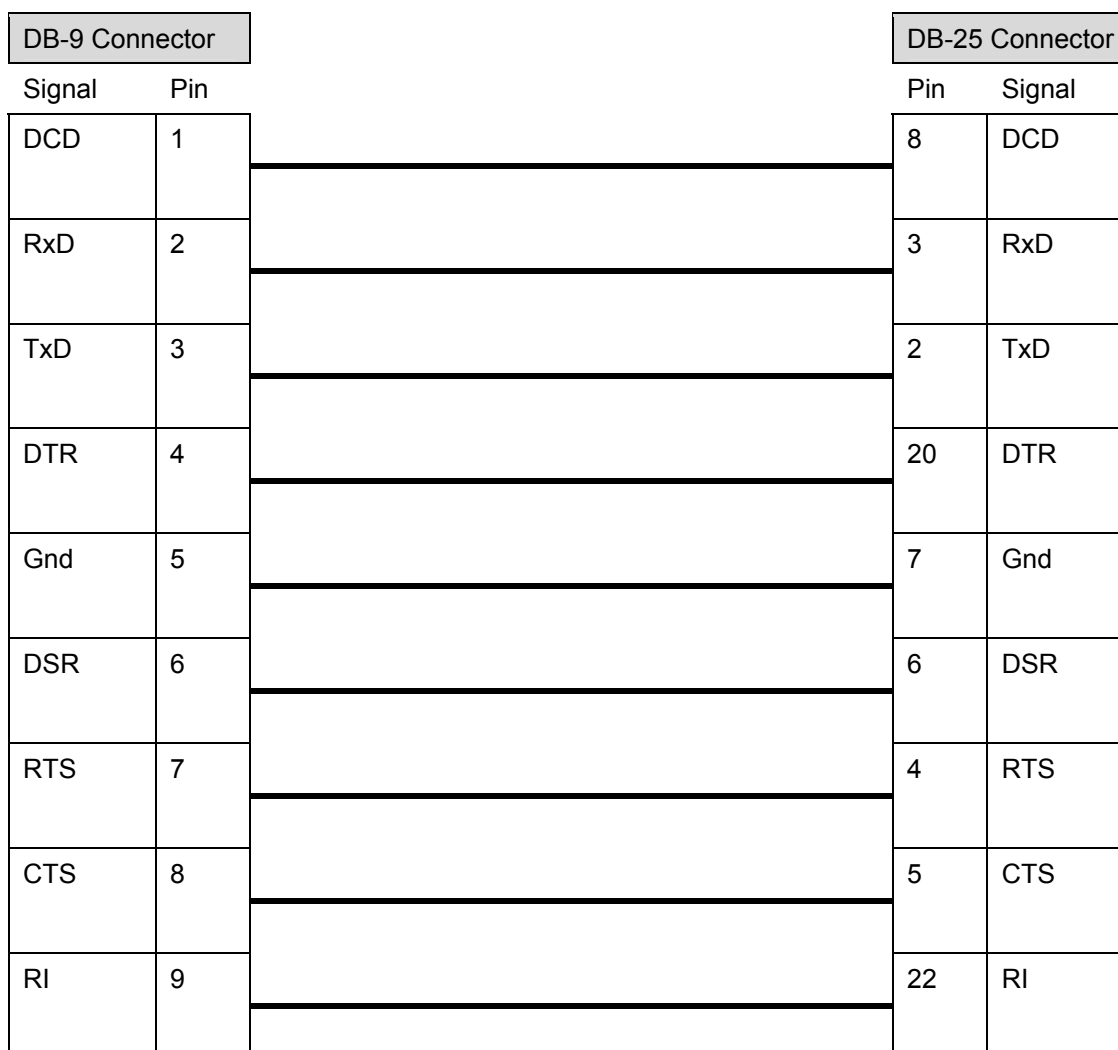 DB-9 Connector DB-25 Connector
Signal Pin Pin Signal
DCD 1 8 DCD
RxD 2 3 RxD
TxD 3 2 TxD
DTR 4 20 DTR
Gnd 5 7 Gnd
DSR 6 6 DSR
RTS 7 4 RTS
CTS 8 5 CTS
RI 9 22 RI